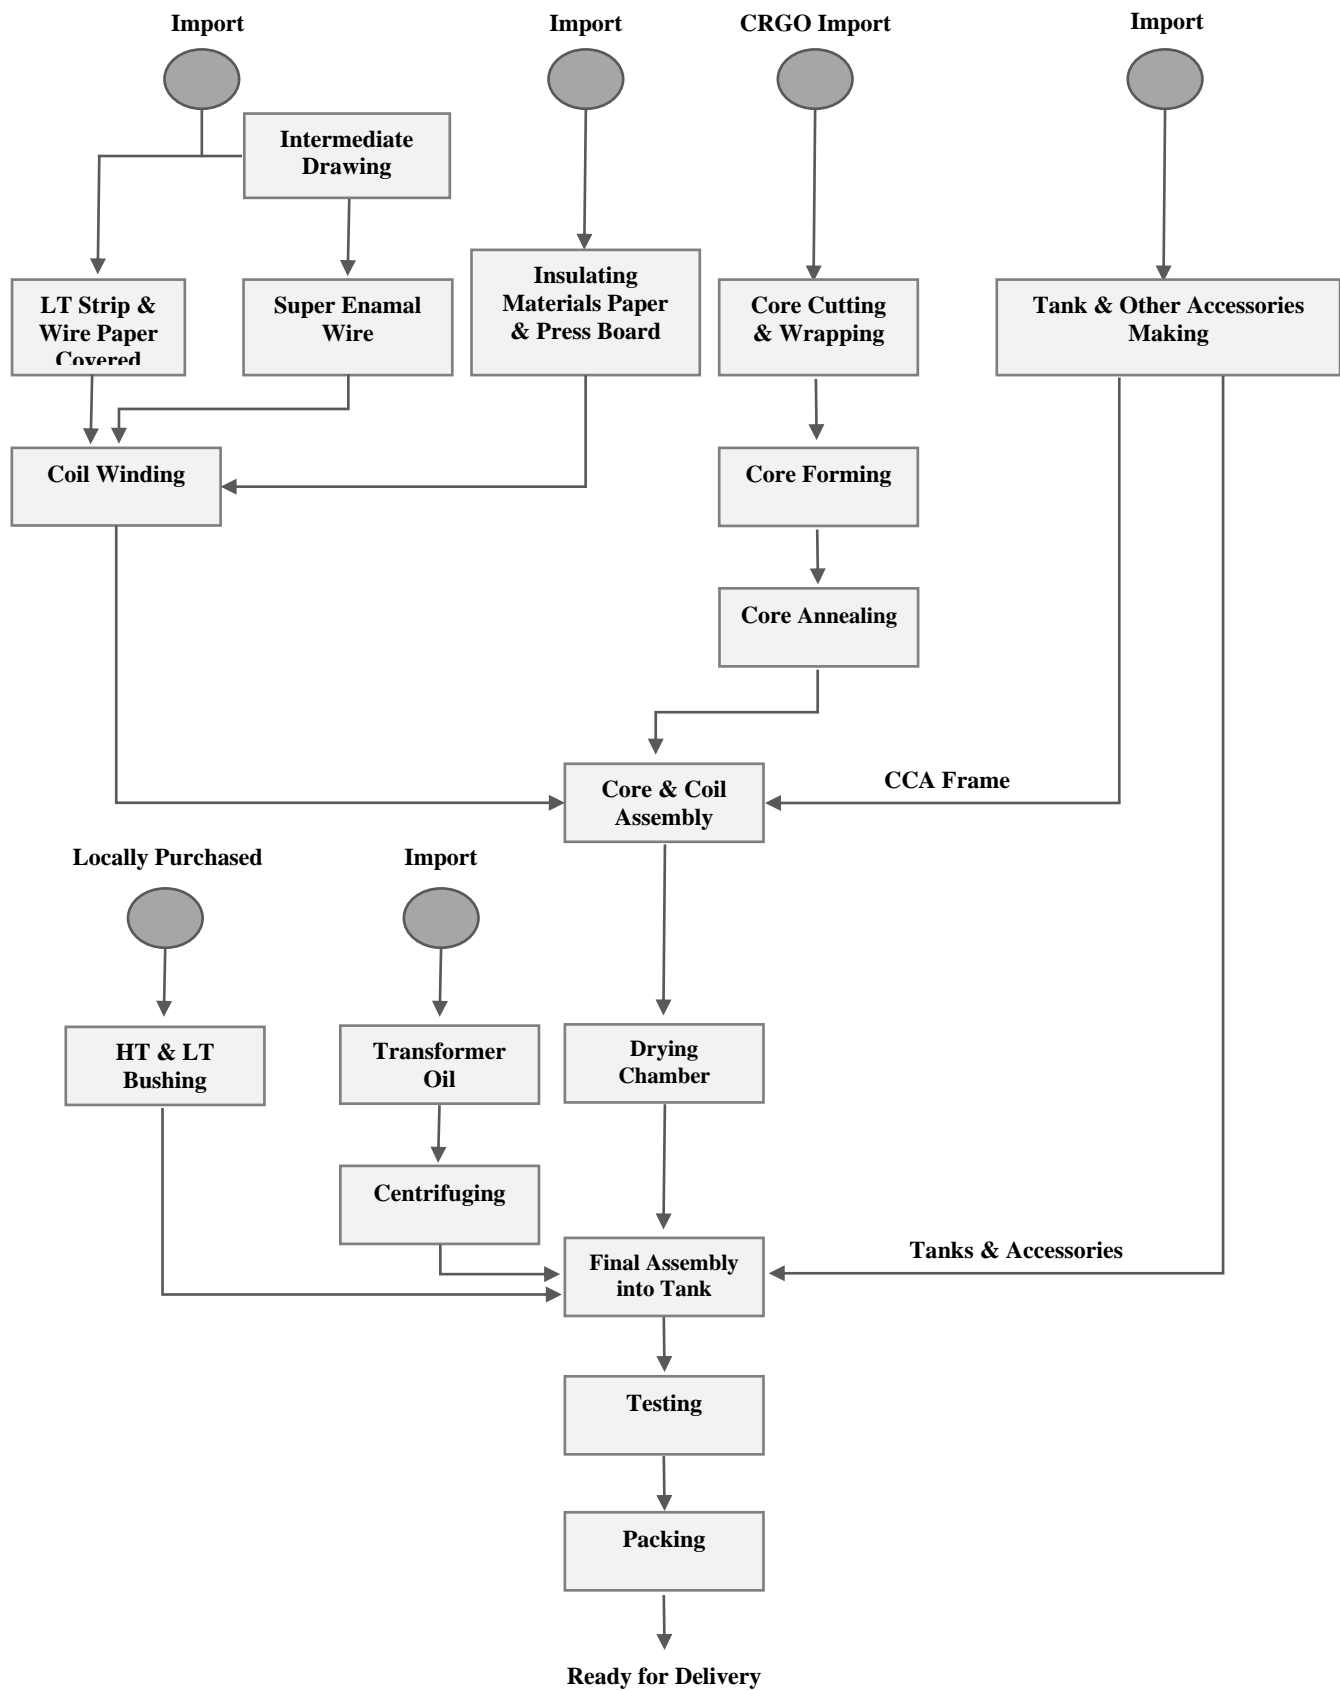 Import
Import
CRGO Import
Import
Intermediate
Drawing
LT Strip &
Wire Paper
Covered
Super Enamal
Wire
Insulating
Materials Paper
& Press Board
Core Cutting
& Wrapping
Tank & Other Accessories
Making
Coil Winding
Core Forming
Core Annealing
Core & Coil
Assembly
CCA Frame
Locally Purchased
Import
HT & LT
Bushing
Transformer
Oil
Drying
Chamber
Centrifuging
Final Assembly
into Tank
Tanks & Accessories
Testing
Packing
Ready for Delivery